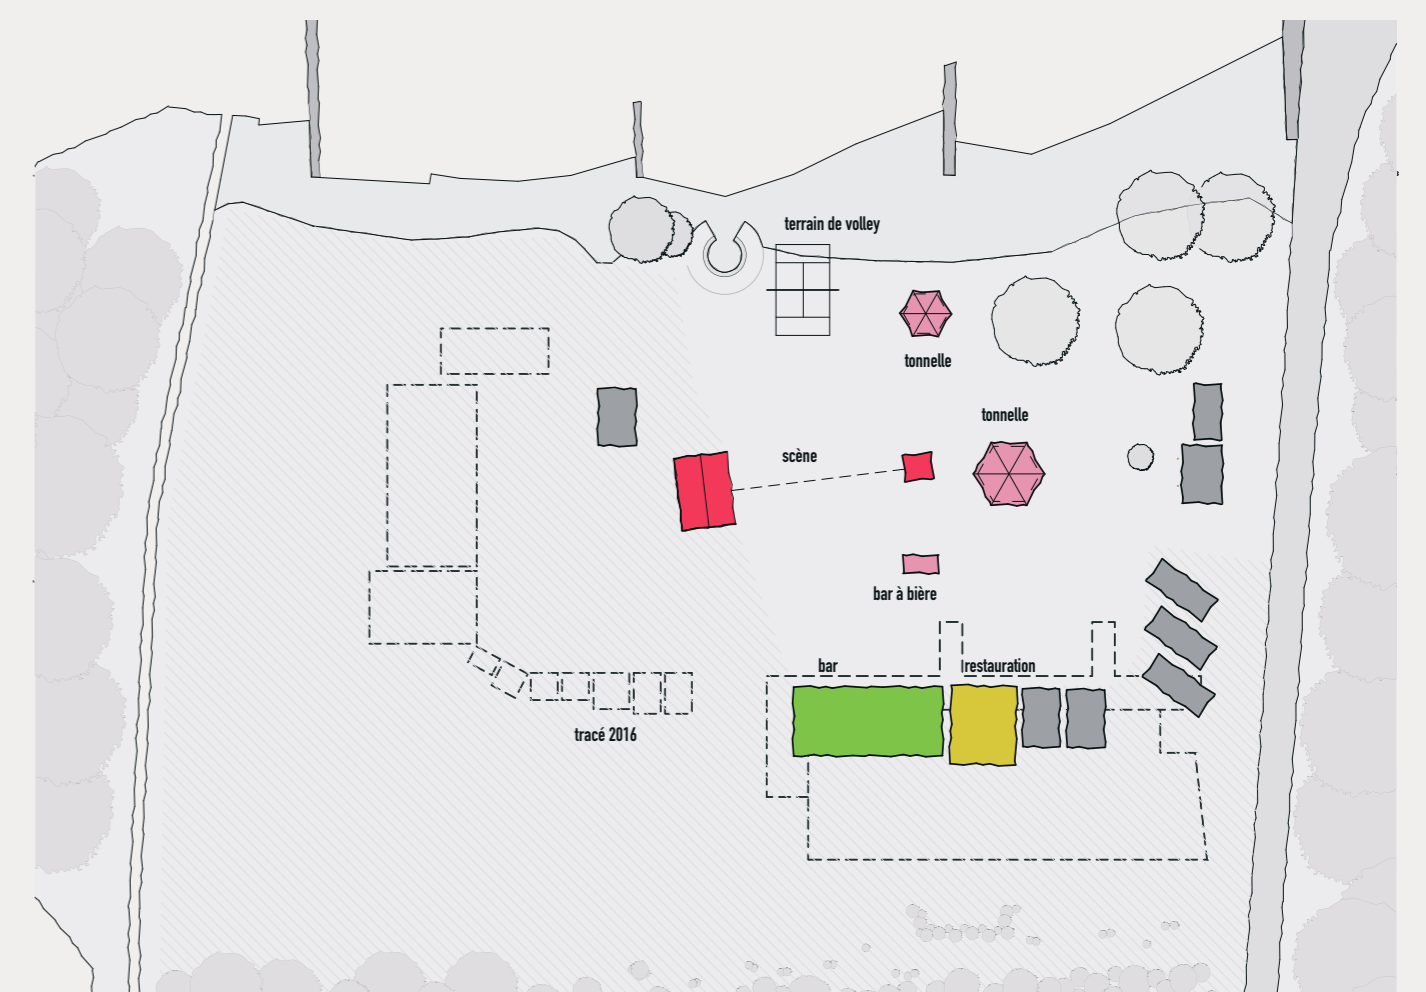 terrain de volley
tonnelle
tonnelle
scène
bar à bière
bar
restauration
tracé 2016